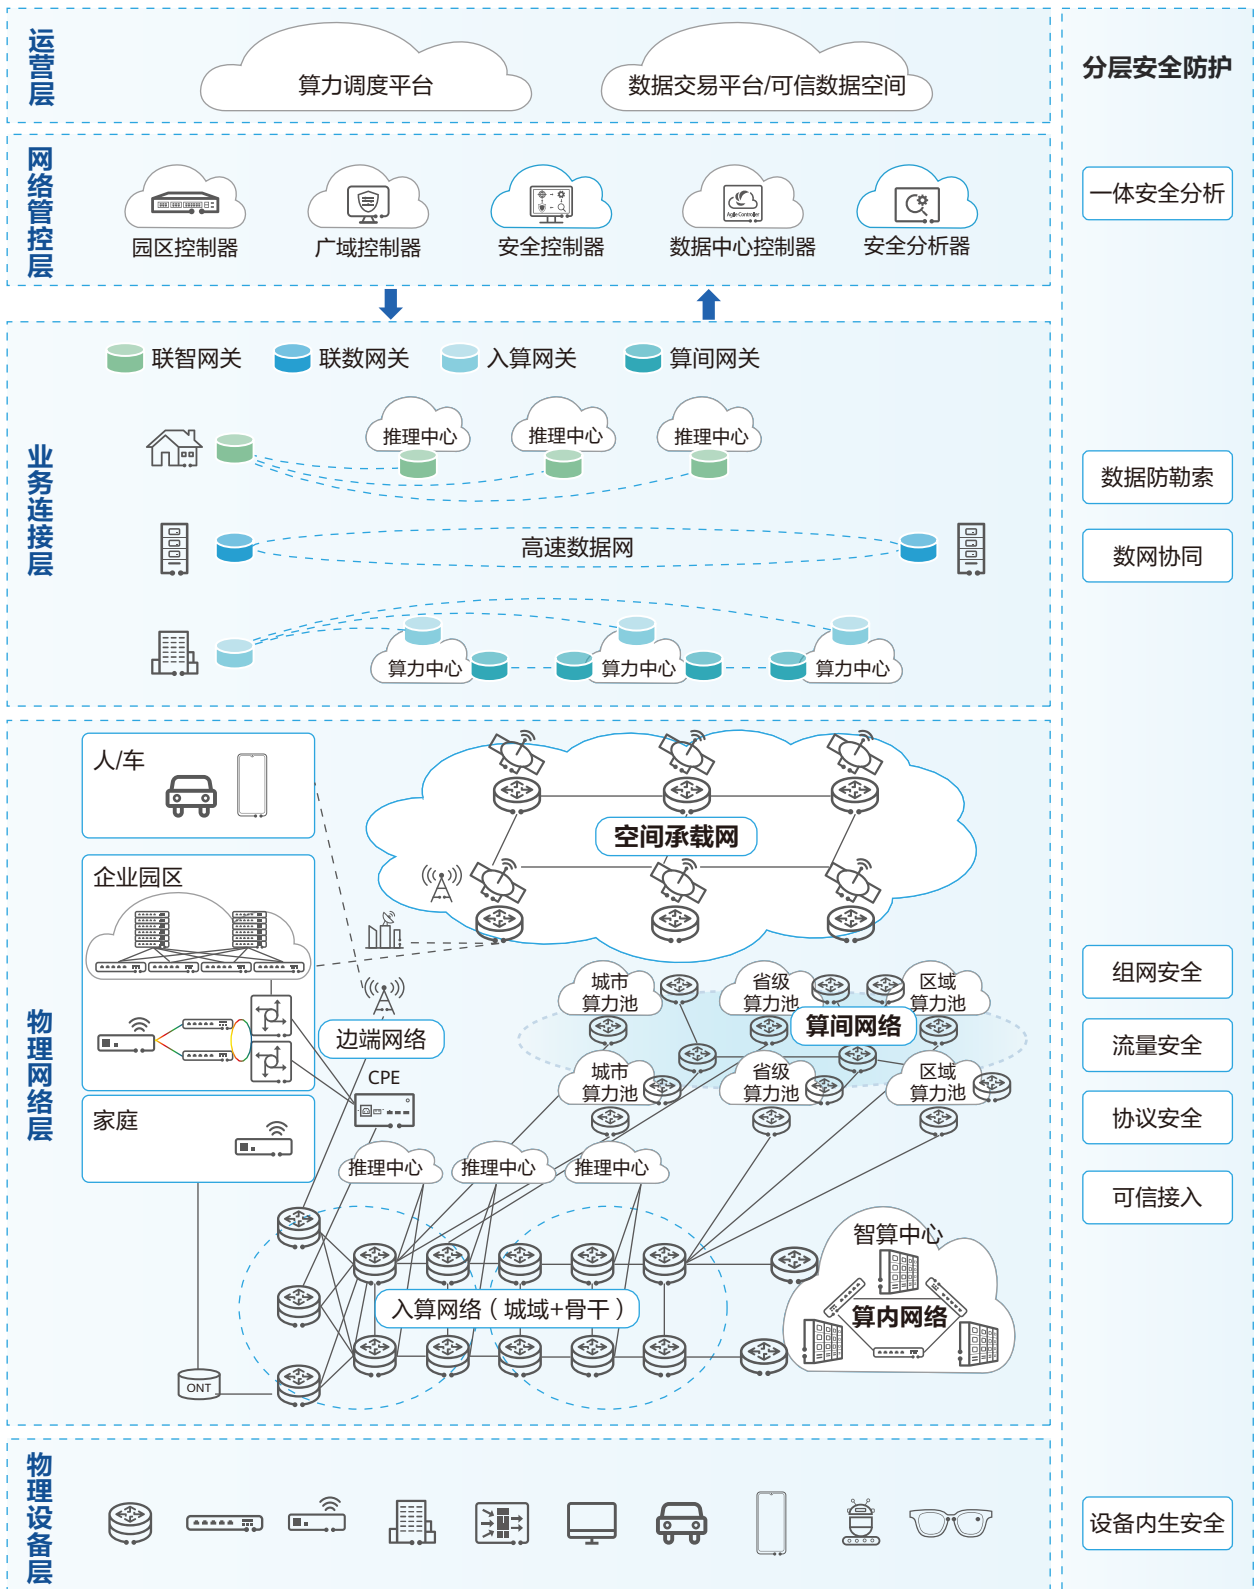 运营层
算力调度平台
数据交易平台/可信数据空间
分层安全防护
网络管控层
Agile Controller
园区控制器
广域控制器
安全控制器
数据中心控制器
安全分析器
一体安全分析
业务连接层
联智网关
联数网关
入算网关
算间网关
推理中心
推理中心
推理中心
高速数据网
算力中心
算力中心
算力中心
数据防勒索
数网协同
物理网络层
人/车
空间承载网
企业园区
边端网络
CPE
家庭
城市
算力池
省级
算力池
区域
算力池
算间网络
城市
算力池
省级
算力池
区域
算力池
推理中心
推理中心
推理中心
智算中心
算内网络
入算网络（城域+骨干）
ONT
组网安全
流量安全
协议安全
可信接入
物理设备层
设备内生安全